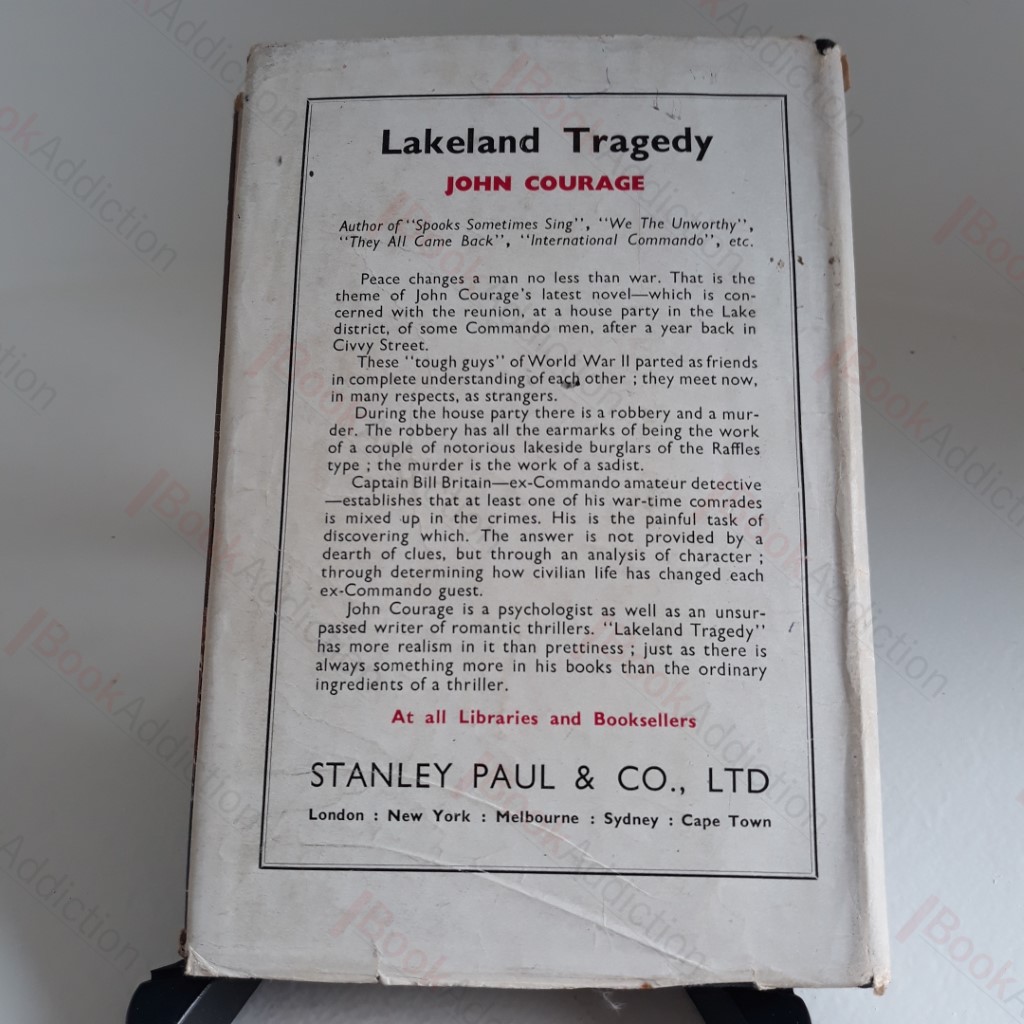 Lakeland Tragedy
JOHN COURAGE
Author of "Spooks Sometimes Sing", "We The Unworthy",
"They All Came Back", "International Commando", etc.
Peace changes a man no less than war. That is the
theme of John Courage's latest novel—which is con-
cerned with the reunion, at a house party in the Lake
district, of some Commando men, after a year back in
Civvy Street.
These "tough guys" of World War II parted as friends
in complete understanding of each other ; they meet now,
in many respects, as strangers.
During the house party there is a robbery and a mur-
der. The robbery has all the earmarks of being the work
of a couple of notorious lakeside burglars of the Raffles
type ; the murder is the work of a sadist.
Captain Bill Britain—ex-Commando amateur detective
—establishes that at least one of his war-time comrades
is mixed up in the crimes. His is the painful task of
discovering which. The answer is not provided by a
dearth of clues, but through an analysis of character ;
through determining how civilian life has changed each
ex-Commando guest.
John Courage is a psychologist as well as an unsur-
passed writer of romantic thrillers. "Lakeland Tragedy"
has more realism in it than prettiness ; just as there is
always something more in his books than the ordinary
ingredients of a thriller.
At all Libraries and Booksellers
STANLEY PAUL & CO., LTD
London : New York : Melbourne : Sydney : Cape Town
BookAddiction